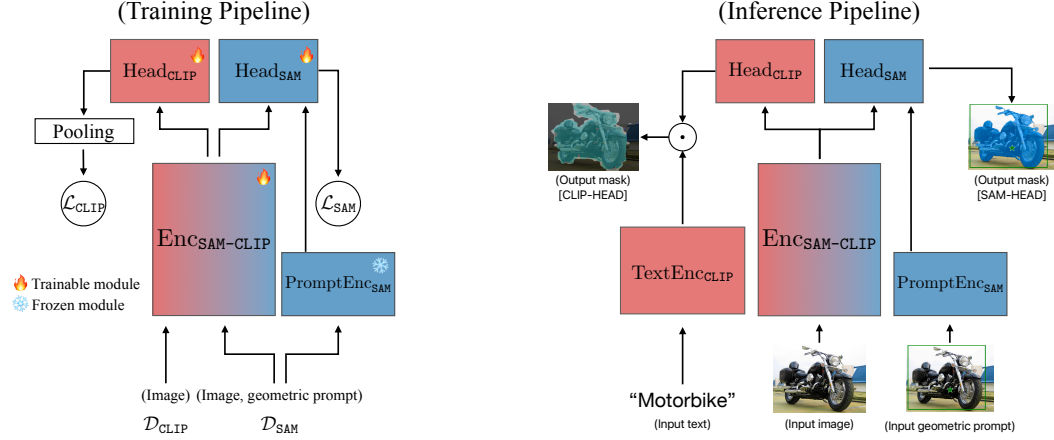 (Training Pipeline)
Head_CLIP
Head_SAM
Pooling
ℒ_CLIP
ℒ_SAM
Enc_SAM-CLIP
PromptEnc_SAM
Trainable module
Frozen module
(Image)
(Image, geometric prompt)
𝒟_CLIP
𝒟_SAM
(Inference Pipeline)
Head_CLIP
Head_SAM
(Output mask)
[CLIP-HEAD]
(Output mask)
[SAM-HEAD]
TextEnc_CLIP
Enc_SAM-CLIP
PromptEnc_SAM
“Motorbike”
(Input text)
(Input image)
(Input geometric prompt)